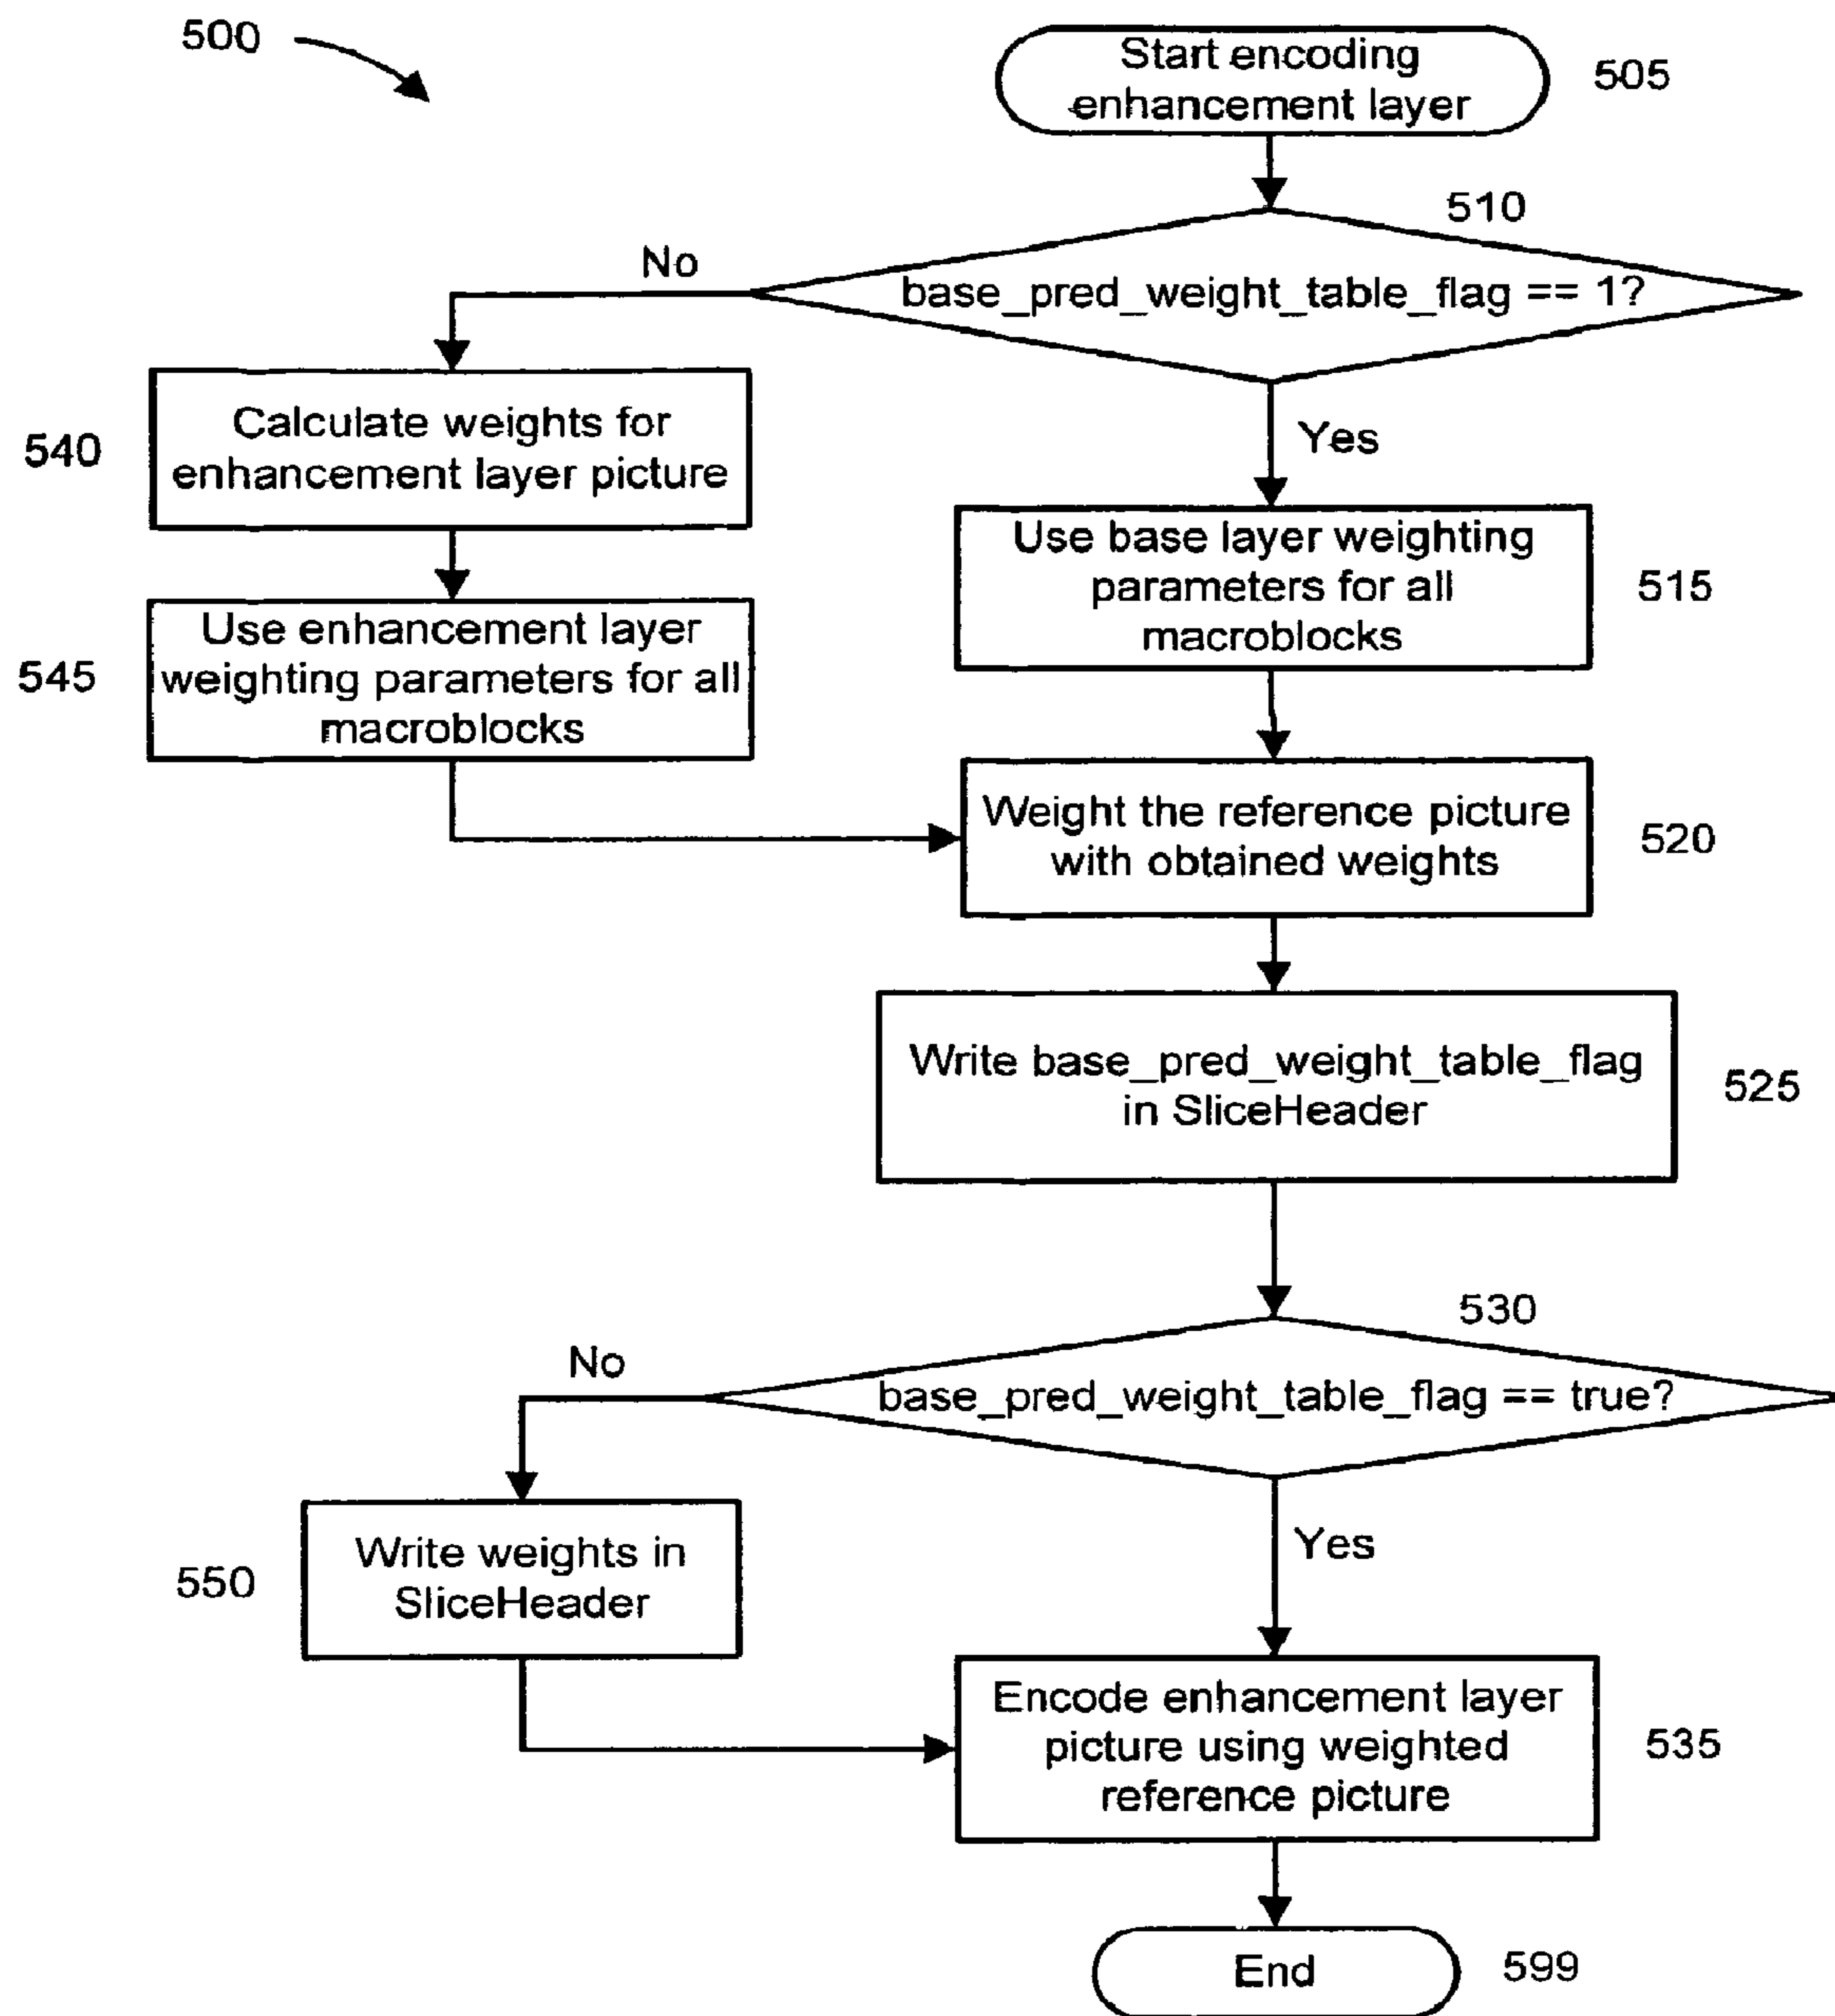 500
Start encoding
enhancement layer
505
510
base_pred_weight_table_flag == 1?
No
Yes
540
Calculate weights for
enhancement layer picture
Use base layer weighting
parameters for all
macroblocks
515
545
Use enhancement layer
weighting parameters for all
macroblocks
Weight the reference picture
with obtained weights
520
Write base_pred_weight_table_flag
in SliceHeader
525
530
base_pred_weight_table_flag == true?
No
Yes
550
Write weights in
SliceHeader
Encode enhancement layer
picture using weighted
reference picture
535
End
599